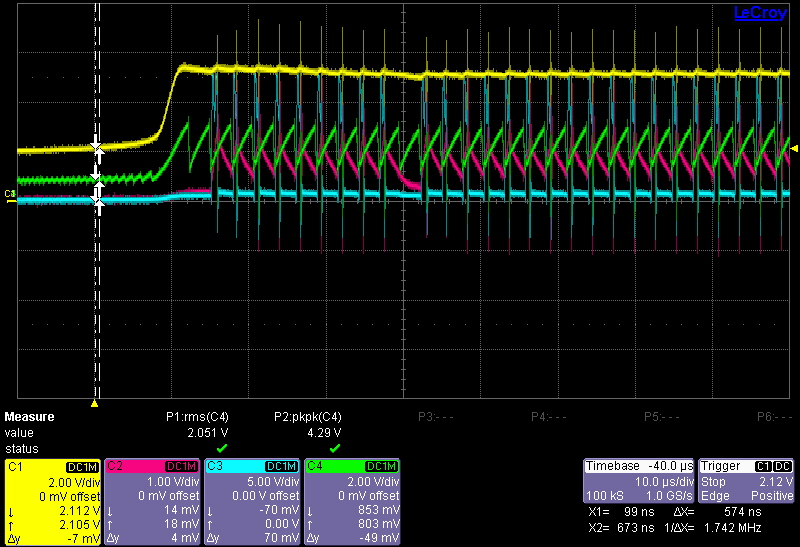 LeCroy
C3
Measure P1:rms(C4) P2:pkpk(C4) P3:--- P4:--- P5:--- P6:---
value 2.051 V 4.29 V
status
C1 DC1M C2 DC1M C3 DC1M C4 DC1M Timebase -40.0 µs Trigger C1 DC
2.00 V/div 1.00 V/div 5.00 V/div 2.00 V/div 10.0 µs/div Stop 2.12 V
0 mV offset 0 mV offset 0.00 V offset 0 mV offset 100 kS 1.0 GS/s Edge Positive
↓ 2.112 V ↓ 14 mV ↓ -70 mV ↓ 853 mV X1= 99 ns ΔX= 574 ns
↑ 2.105 V ↑ 18 mV ↑ 0.00 V ↑ 803 mV X2= 673 ns 1/ΔX= 1.742 MHz
Δy -7 mV Δy 4 mV Δy 70 mV Δy -49 mV